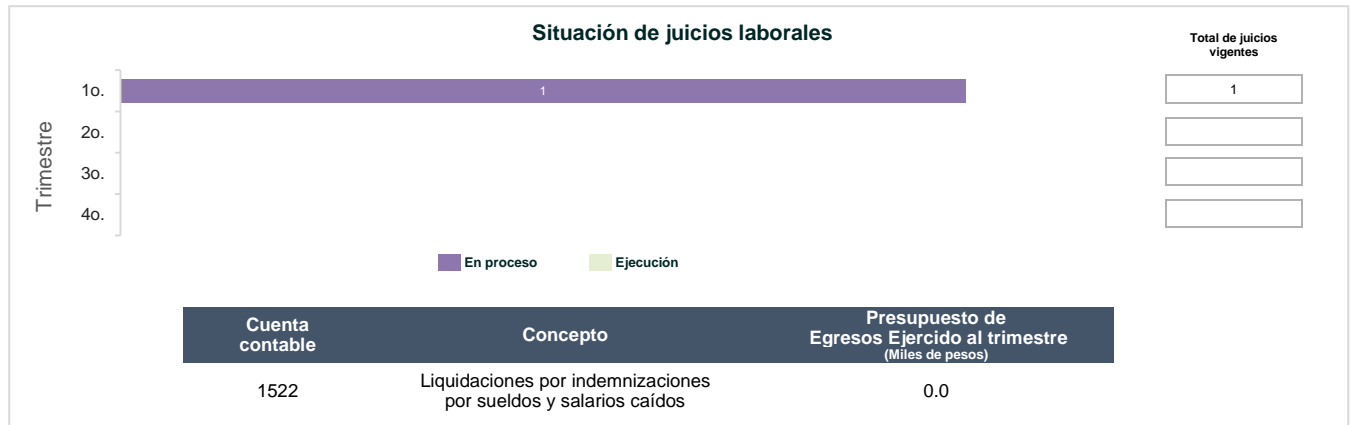 Situación de juicios laborales
Total de juicios
vigentes
Trimestre
1o.
1
1
2o.
3o.
4o.
En proceso
Ejecución
Cuenta
contable
Concepto
Presupuesto de
Egresos Ejercido al trimestre
(Miles de pesos)
1522
Liquidaciones por indemnizaciones
por sueldos y salarios caídos
0.0